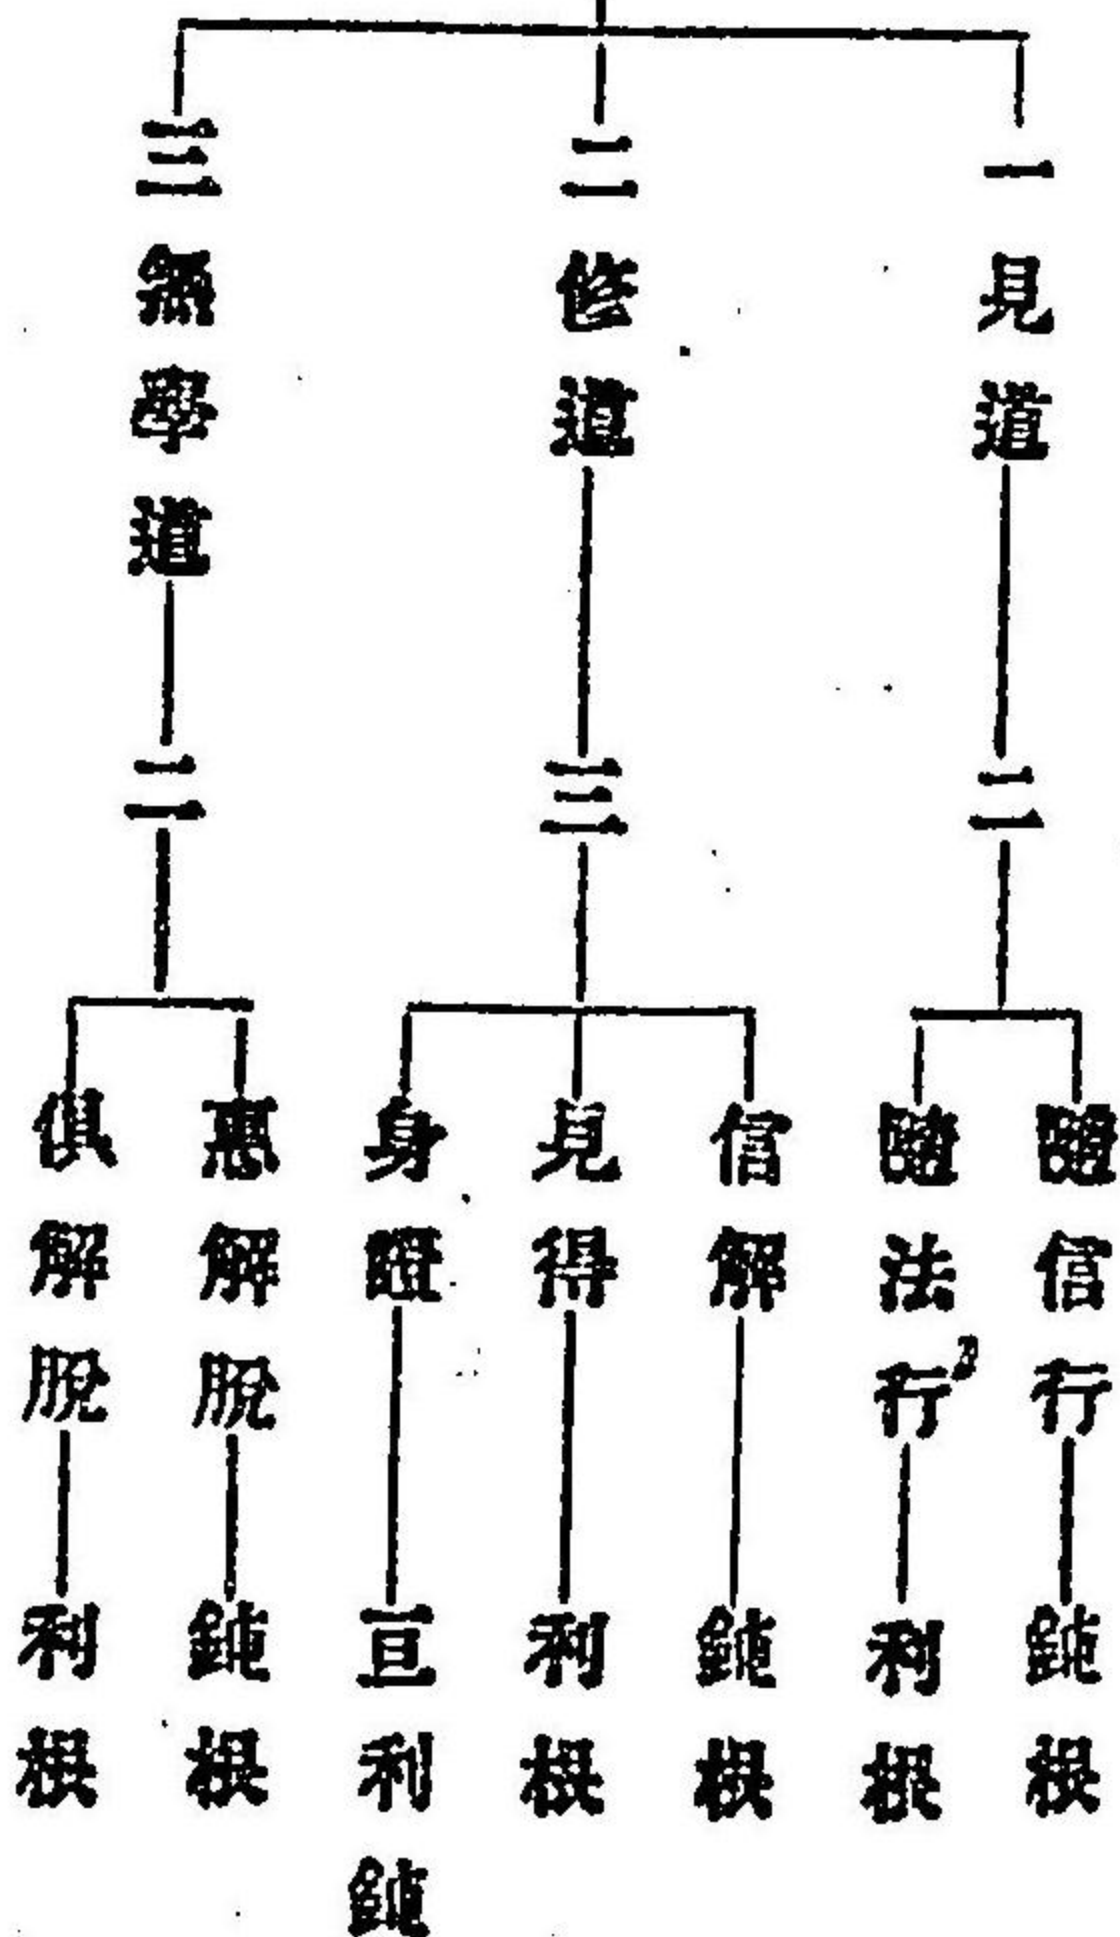 一見道
二
隨信行
鈍根
隨法行
利根
二修道
三
信解
鈍根
見得
利根
身證
亘利鈍
三無學道
二
惠解脫
鈍根
俱解脫
利根